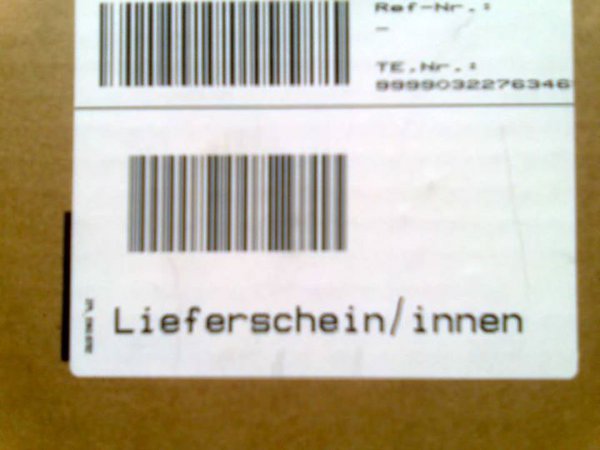 Ref-Nr.:
-
TE.Nr.:
9999032276346
Lieferschein/innen